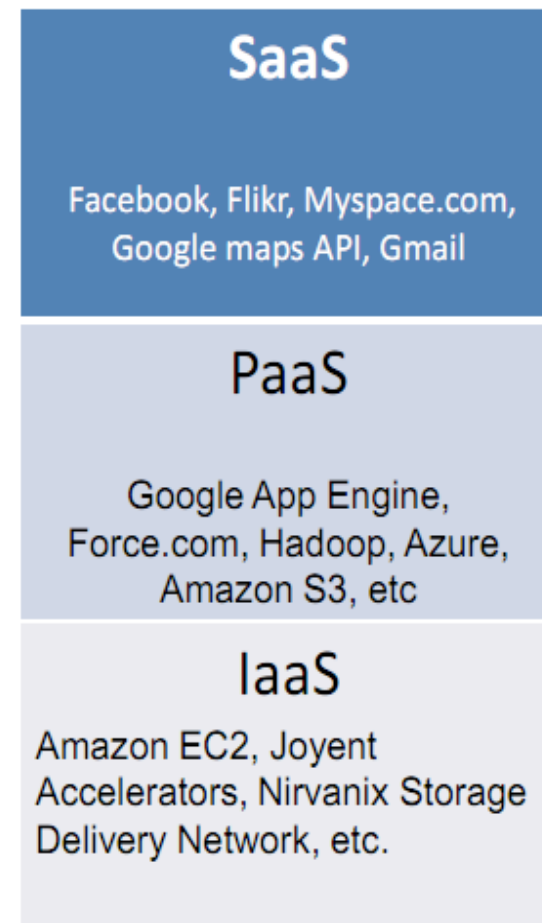 SaaS
Facebook, Flikr, Myspace.com,
Google maps API, Gmail
PaaS
Google App Engine,
Force.com, Hadoop, Azure,
Amazon S3, etc
IaaS
Amazon EC2, Joyent
Accelerators, Nirvanix Storage
Delivery Network, etc.